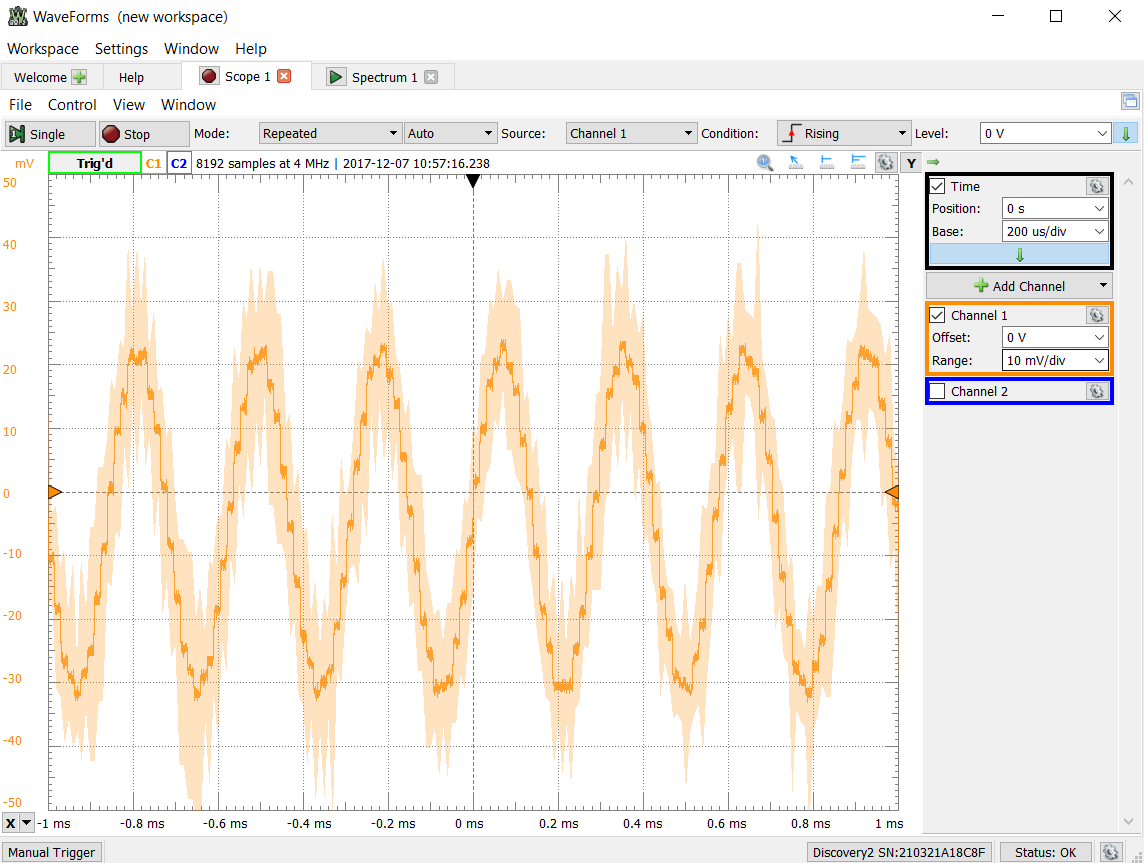 WaveForms (new workspace)
Workspace Settings Window Help
Welcome Help Scope 1 Spectrum 1
File Control View Window
Single Stop Mode: Repeated Auto Source: Channel 1 Condition: Rising Level: 0 V
mV Trig'd C1 C2 8192 samples at 4 MHz | 2017-12-07 10:57:16.238 Y
50
40
30
20
10
0
-10
-20
-30
-40
-50
X -1 ms -0.8 ms -0.6 ms -0.4 ms -0.2 ms 0 ms 0.2 ms 0.4 ms 0.6 ms 0.8 ms 1 ms
Time
Position: 0 s
Base: 200 us/div
Add Channel
Channel 1
Offset: 0 V
Range: 10 mV/div
Channel 2
Manual Trigger Discovery2 SN:210321A18C8F Status: OK